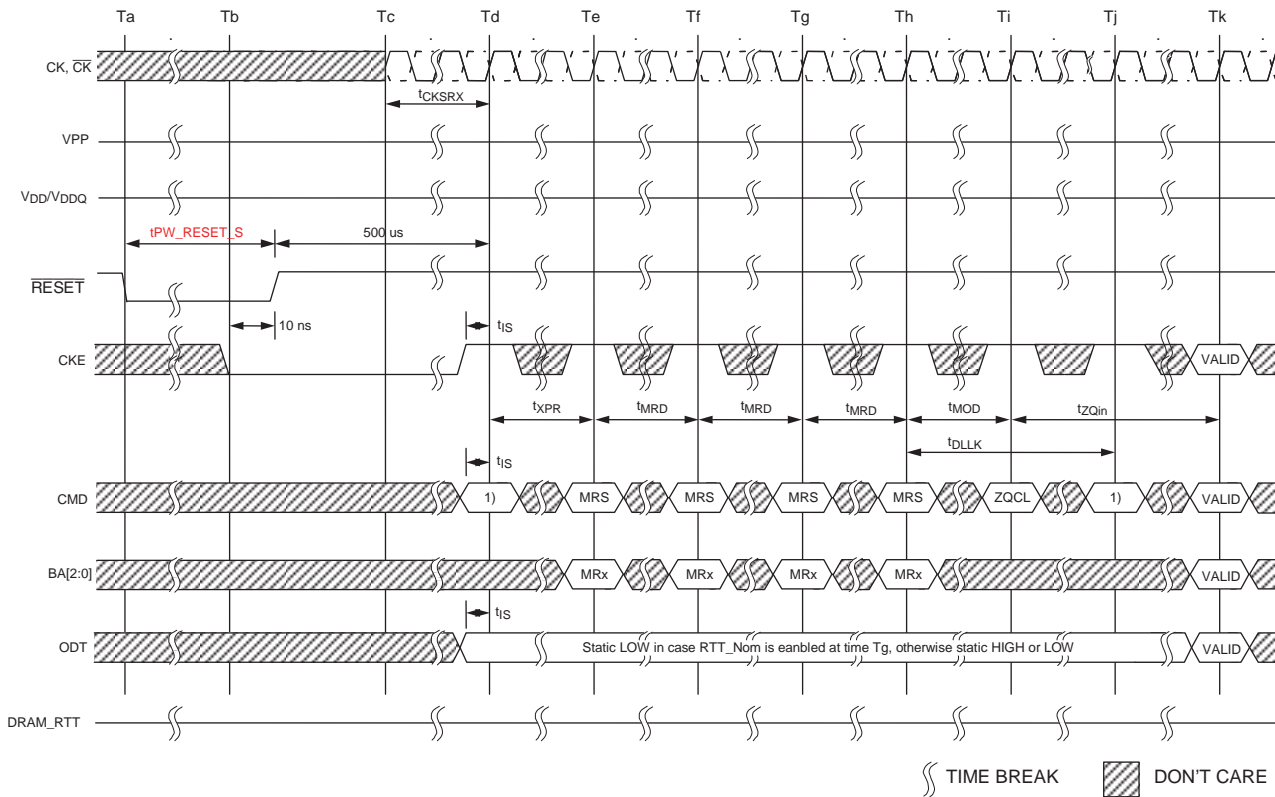 Ta Tb Tc Td Te Tf Tg Th Ti Tj Tk
CK, CK
tCKSRX
VPP
VDD/VDDQ
tPW_RESET_S 500 us
RESET
10 ns tIS
CKE VALID
tXPR tMRD tMRD tMRD tMOD tZQin
tDLLK
tIS
CMD 1) MRS MRS MRS MRS ZQCL 1) VALID
BA[2:0] MRx MRx MRx MRx VALID
tIS
ODT Static LOW in case RTT_Nom is eanbled at time Tg, otherwise static HIGH or LOW VALID
DRAM_RTT
TIME BREAK DON'T CARE